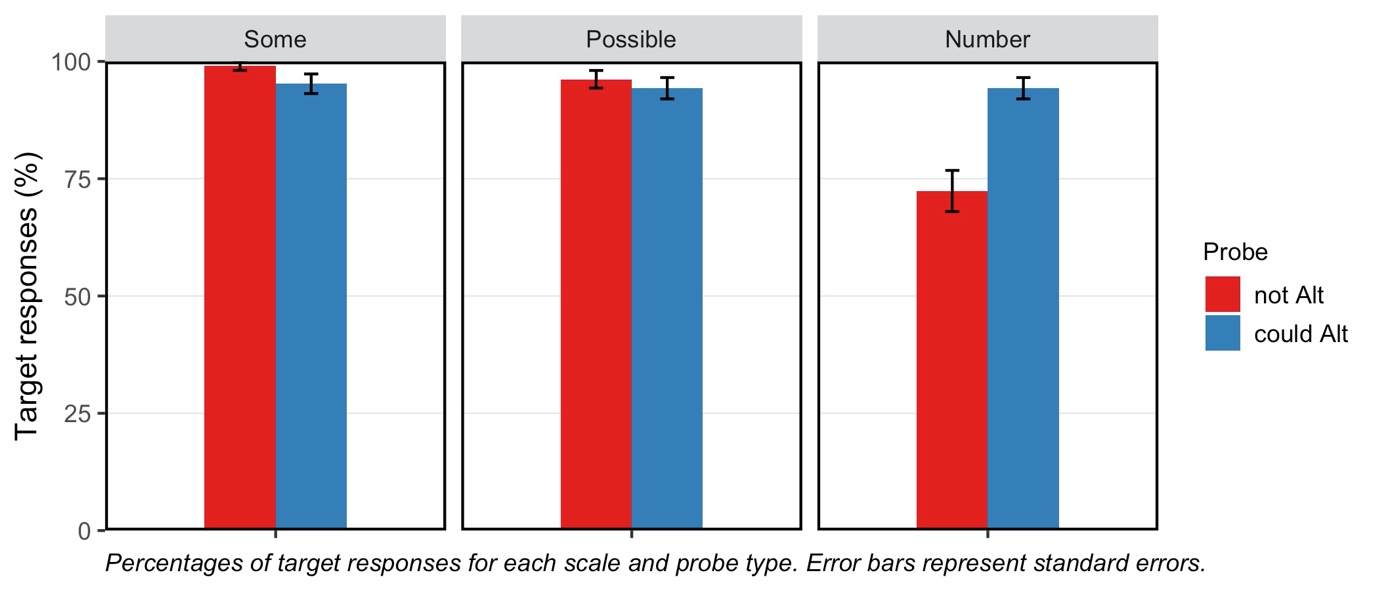 Some
Possible
Number
Target responses (%)
100
75
50
25
0
Probe
not Alt
could Alt
Percentages of target responses for each scale and probe type. Error bars represent standard errors.